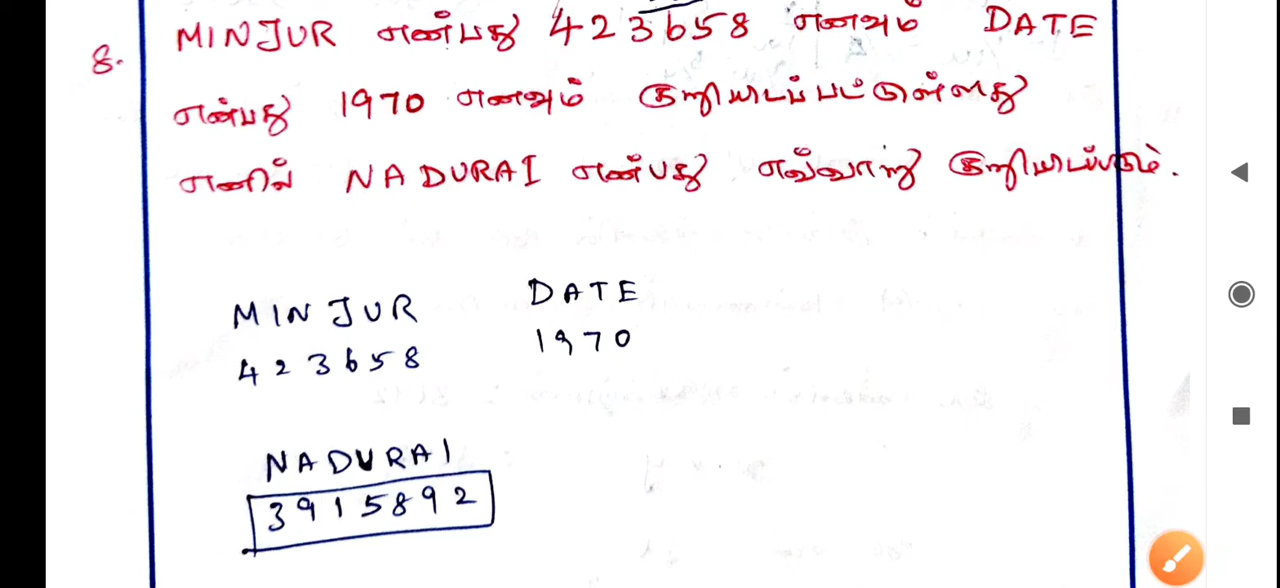 8. MINJUR என்பது 423658 எனவும் DATE
என்பது 1970 எனவும் குறியிடப்பட்டுள்ளது
எனில் NADURAI என்பது எவ்வாறு குறியிடப்படும்.
MINJUR DATE
423658 1970
NADURAI
3915892